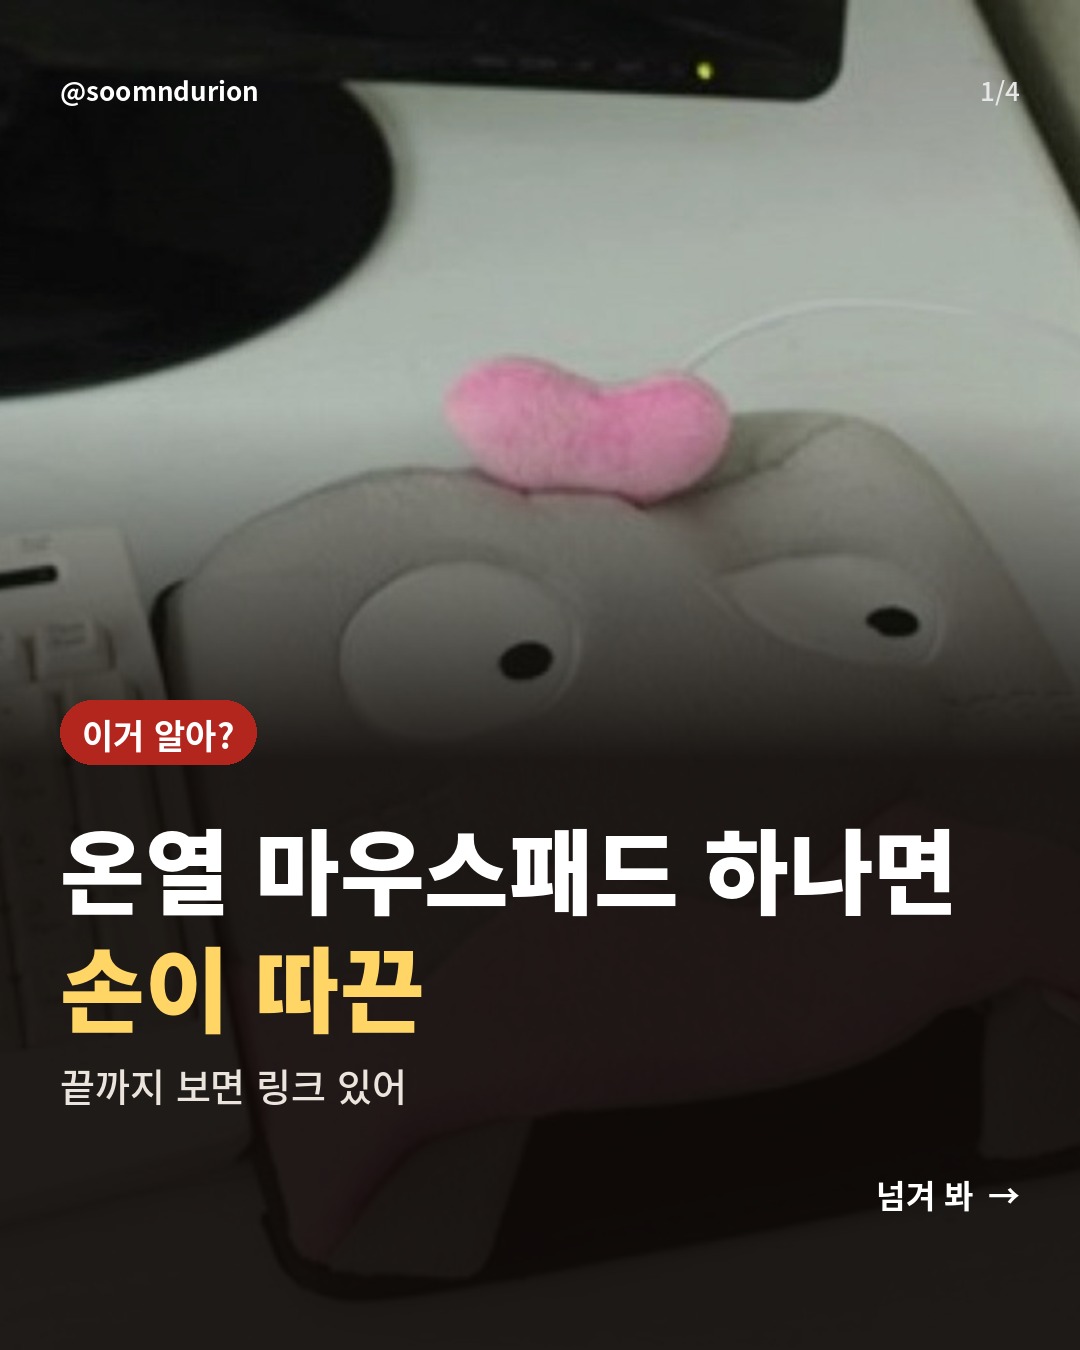 @soomndurion
1/4
이거 알아?
온열 마우스패드 하나면
손이 따끈
끝까지 보면 링크 있어
넘겨 봐 →